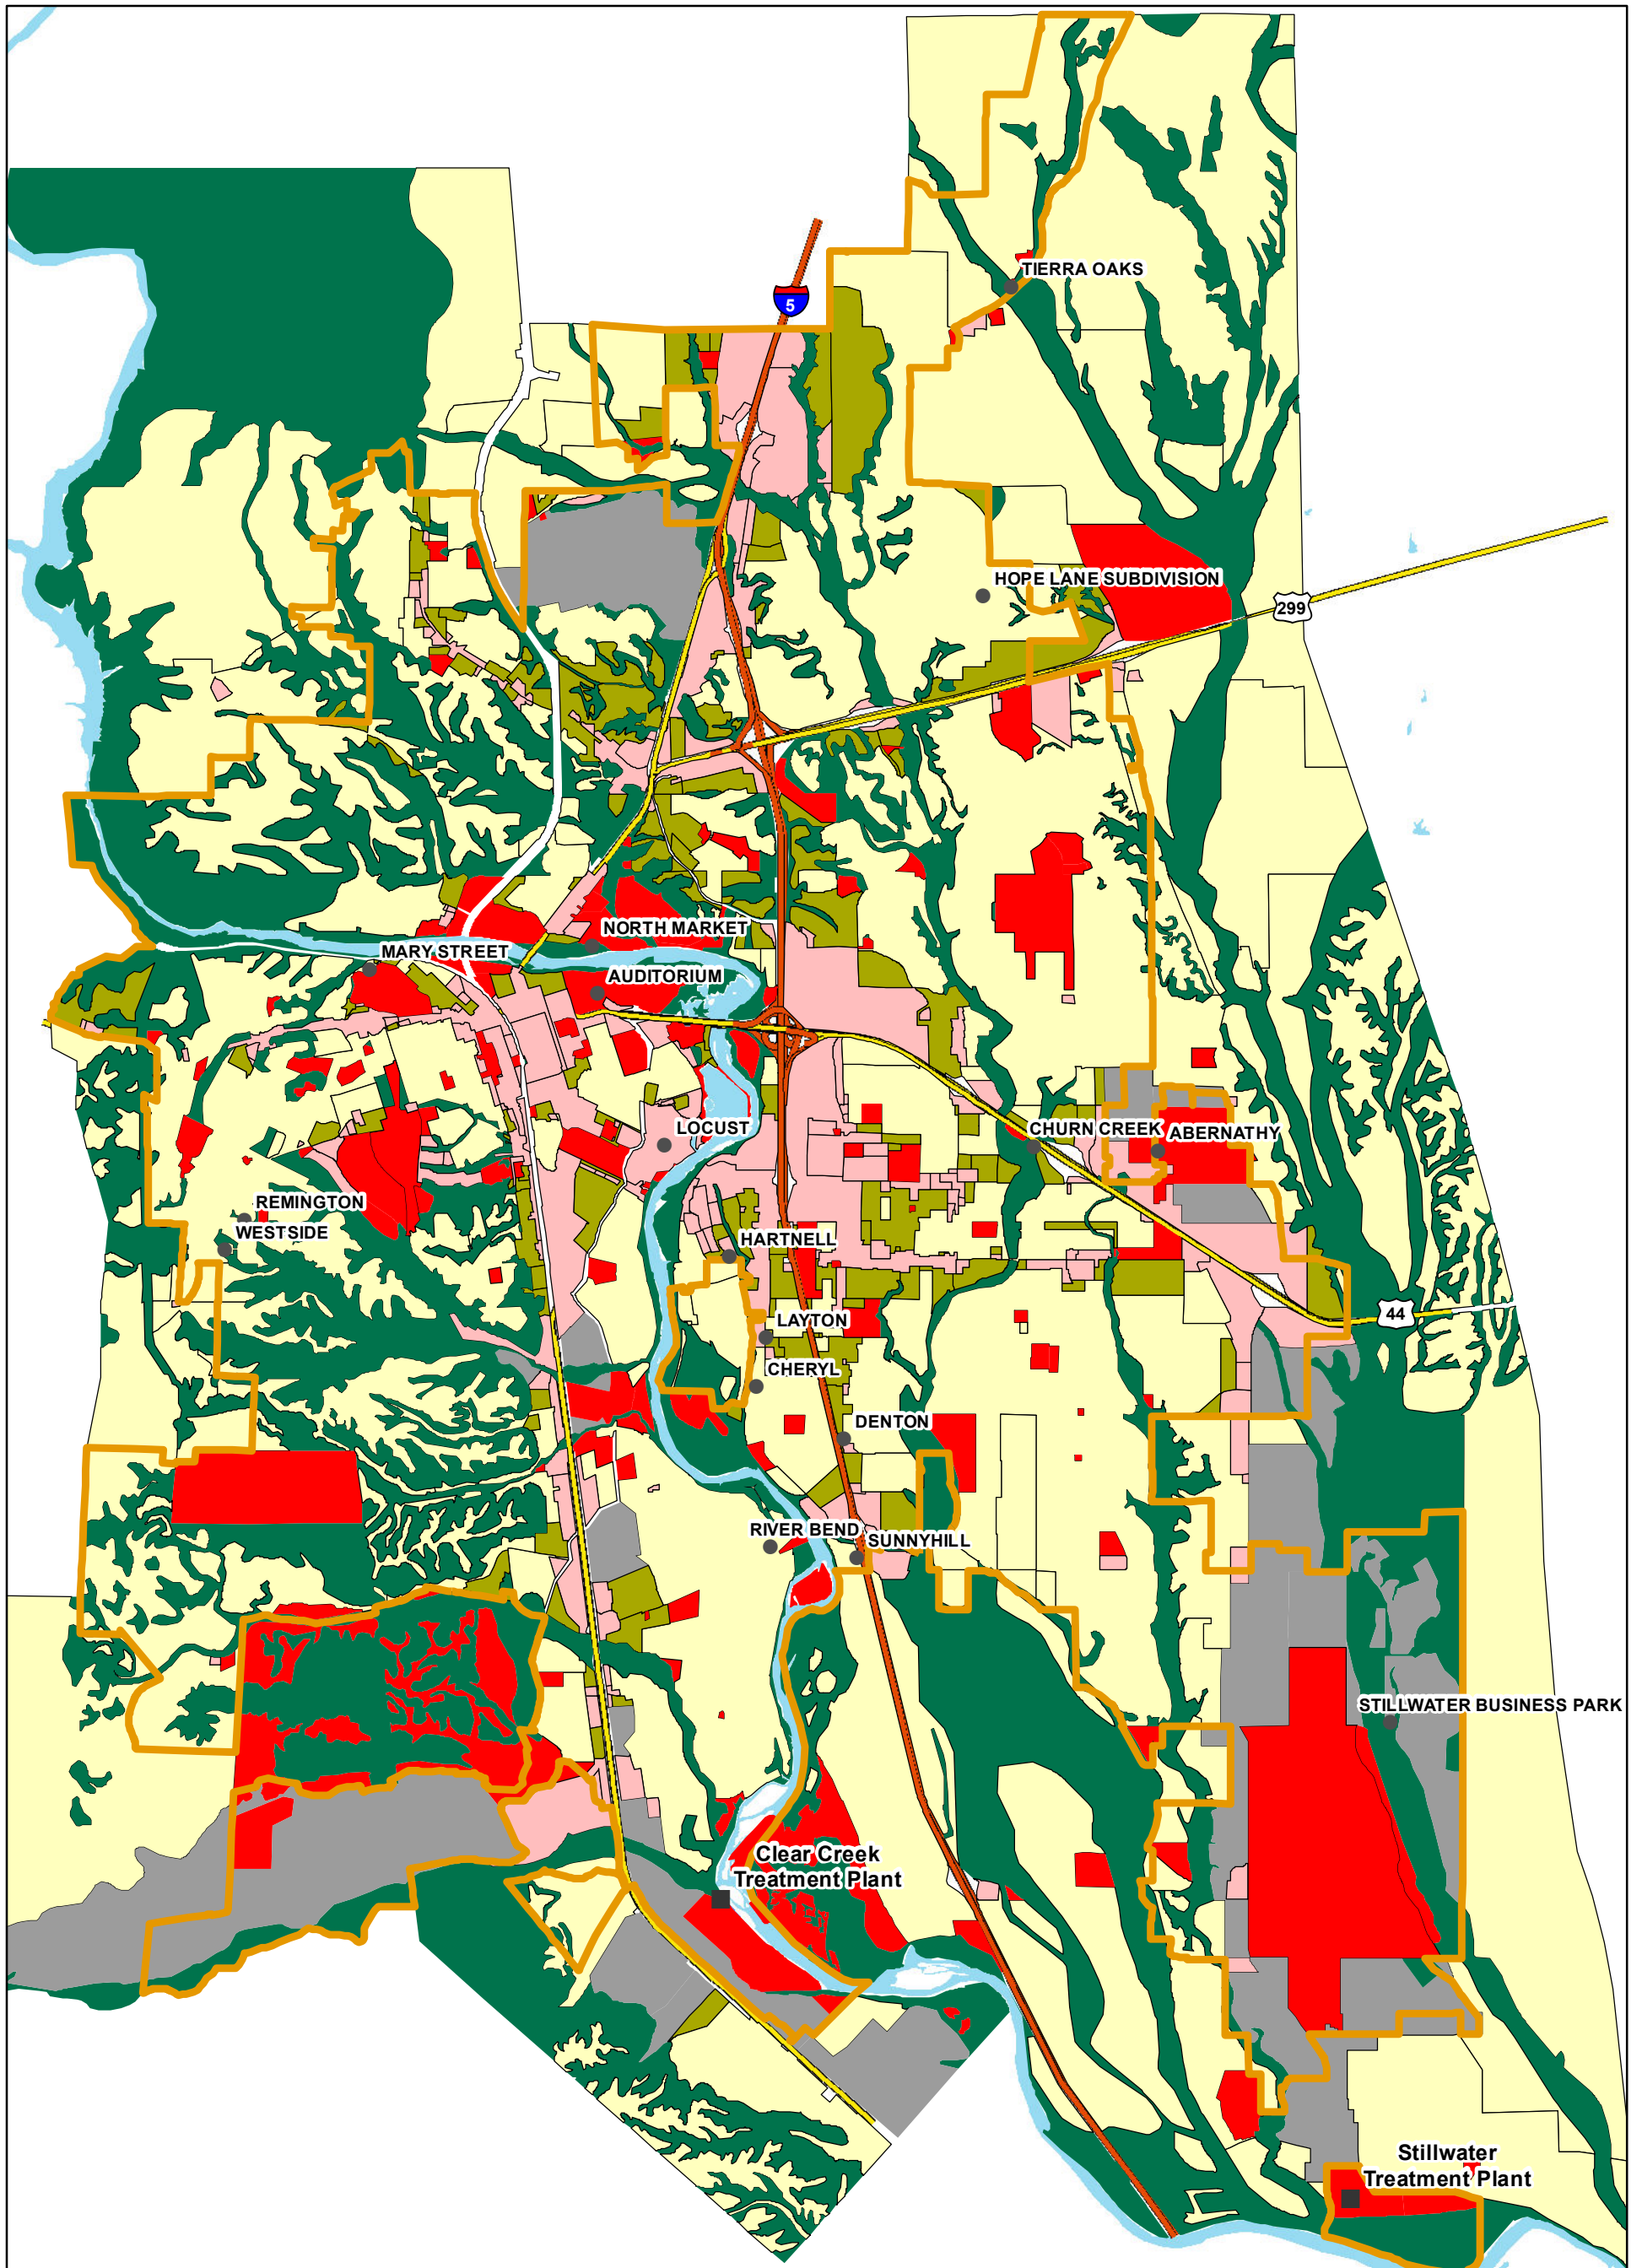 TIERRA OAKS
5
HOPE LANE SUBDIVISION
299
NORTH MARKET
MARY STREET
AUDITORIUM
LOCUST
CHURN CREEK
ABERNATHY
REMINGTON
WESTSIDE
HARTNELL
LAYTON
44
CHERYL
DENTON
RIVER BEND
SUNNYHILL
STILLWATER BUSINESS PARK
Clear Creek
Treatment Plant
Stillwater
Treatment Plant